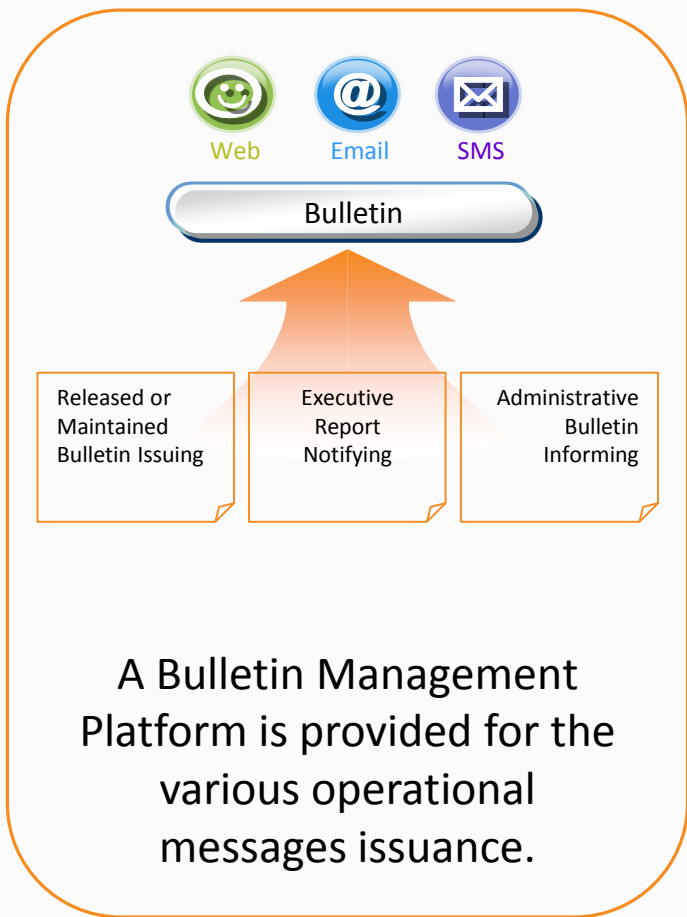 Web
Email
SMS
Bulletin
Released or
Maintained
Bulletin Issuing
Executive
Report
Notifying
Administrative
Bulletin
Informing
A Bulletin Management
Platform is provided for the
various operational
messages issuance.